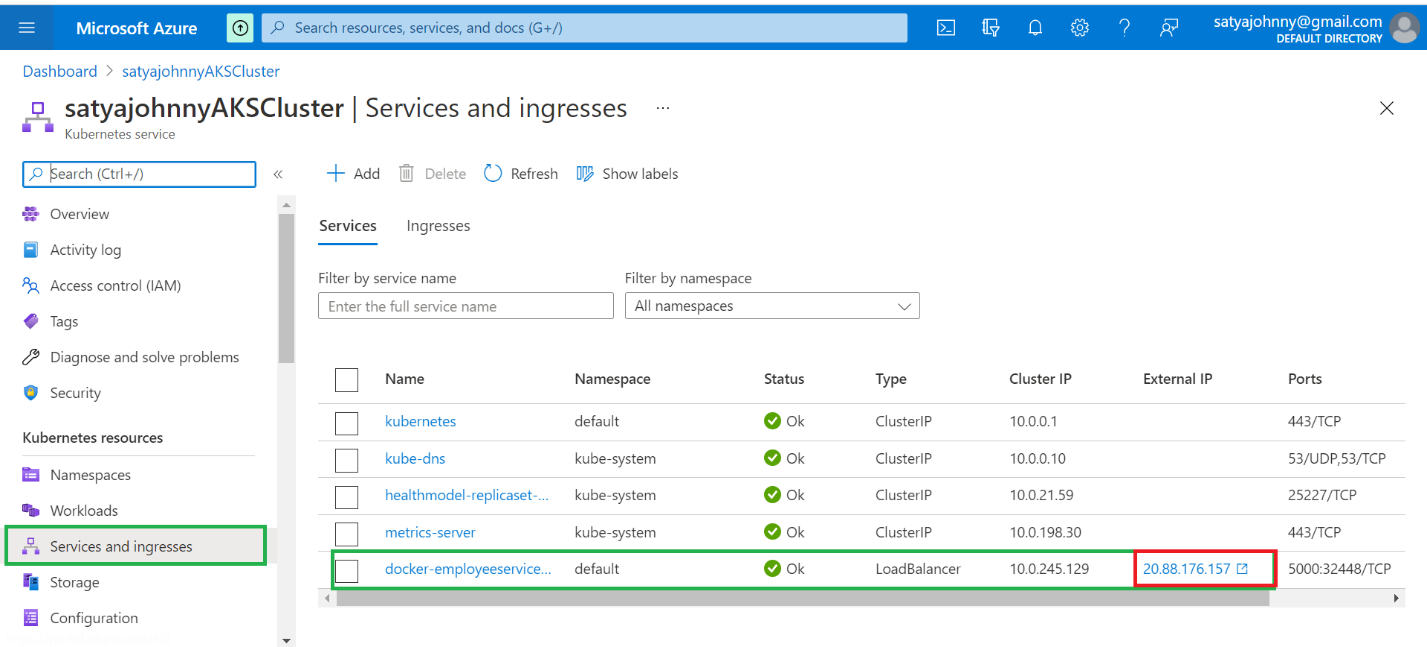 Microsoft Azure
Search resources, services, and docs (G+/)
satyajohnny@gmail.com
DEFAULT DIRECTORY
Dashboard > satyajohnnyAKSCluster
satyajohnnyAKSCluster | Services and ingresses ...
Kubernetes service
Search (Ctrl+/)
«
Add Delete Refresh Show labels
Overview
Activity log
Access control (IAM)
Tags
Diagnose and solve problems
Security
Kubernetes resources
Namespaces
Workloads
Services and ingresses
Storage
Configuration
Services Ingresses
Filter by service name Filter by namespace
Enter the full service name All namespaces
Name Namespace Status Type Cluster IP External IP Ports
kubernetes default Ok ClusterIP 10.0.0.1 443/TCP
kube-dns kube-system Ok ClusterIP 10.0.0.10 53/UDP,53/TCP
healthmodel-replicaset-... kube-system Ok ClusterIP 10.0.21.59 25227/TCP
metrics-server kube-system Ok ClusterIP 10.0.198.30 443/TCP
docker-employeeservice... default Ok LoadBalancer 10.0.245.129 20.88.176.157 5000:32448/TCP